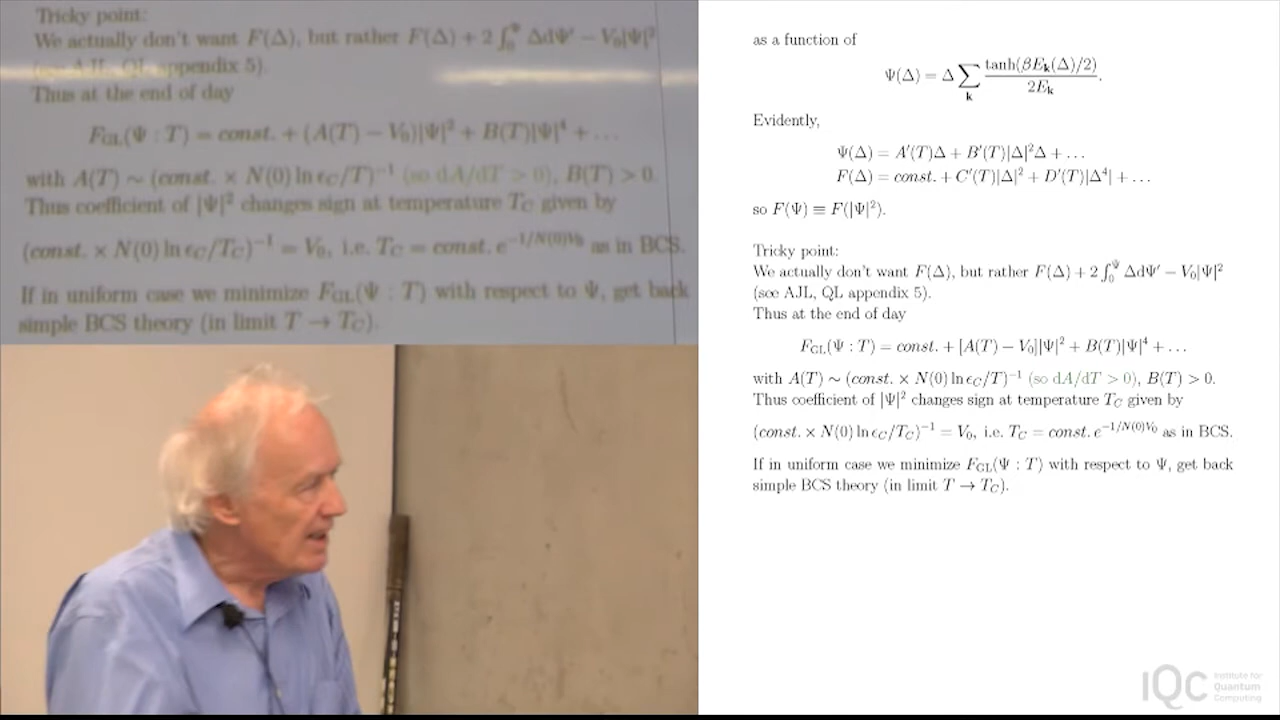 Tricky point:
We actually don't want F(Δ), but rather F(Δ) + 2 ∫₀^Ψ ΔdΨ′ − V₀|Ψ|²
(see AJL, QL appendix 5).
Thus at the end of day
F_GL(Ψ : T) = const. + (A(T) − V₀)|Ψ|² + B(T)|Ψ|⁴ + …
with A(T) ∼ (const. × N(0) ln ϵ_C/T)⁻¹ (so dA/dT > 0), B(T) > 0.
Thus coefficient of |Ψ|² changes sign at temperature T_C given by
(const. × N(0) ln ϵ_C/T_C)⁻¹ = V₀, i.e. T_C = const. e^{−1/N(0)V₀} as in BCS.
If in uniform case we minimize F_GL(Ψ : T) with respect to Ψ, get back
simple BCS theory (in limit T → T_C).
as a function of
Ψ(Δ) = Δ ∑_k tanh(βE_k(Δ)/2) / 2E_k.
Evidently,
Ψ(Δ) = A′(T)Δ + B′(T)|Δ|²Δ + …
F(Δ) = const. + C′(T)|Δ|² + D′(T)|Δ⁴| + …
so F(Ψ) ≡ F(|Ψ|²).
Tricky point:
We actually don't want F(Δ), but rather F(Δ) + 2 ∫₀^Ψ ΔdΨ′ − V₀|Ψ|²
(see AJL, QL appendix 5).
Thus at the end of day
F_GL(Ψ : T) = const. + [A(T) − V₀]|Ψ|² + B(T)|Ψ|⁴ + …
with A(T) ∼ (const. × N(0) ln ϵ_C/T)⁻¹ (so dA/dT > 0), B(T) > 0.
Thus coefficient of |Ψ|² changes sign at temperature T_C given by
(const. × N(0) ln ϵ_C/T_C)⁻¹ = V₀, i.e. T_C = const. e^{−1/N(0)V₀} as in BCS.
If in uniform case we minimize F_GL(Ψ : T) with respect to Ψ, get back
simple BCS theory (in limit T → T_C).
IQC Institute for
Quantum
Computing